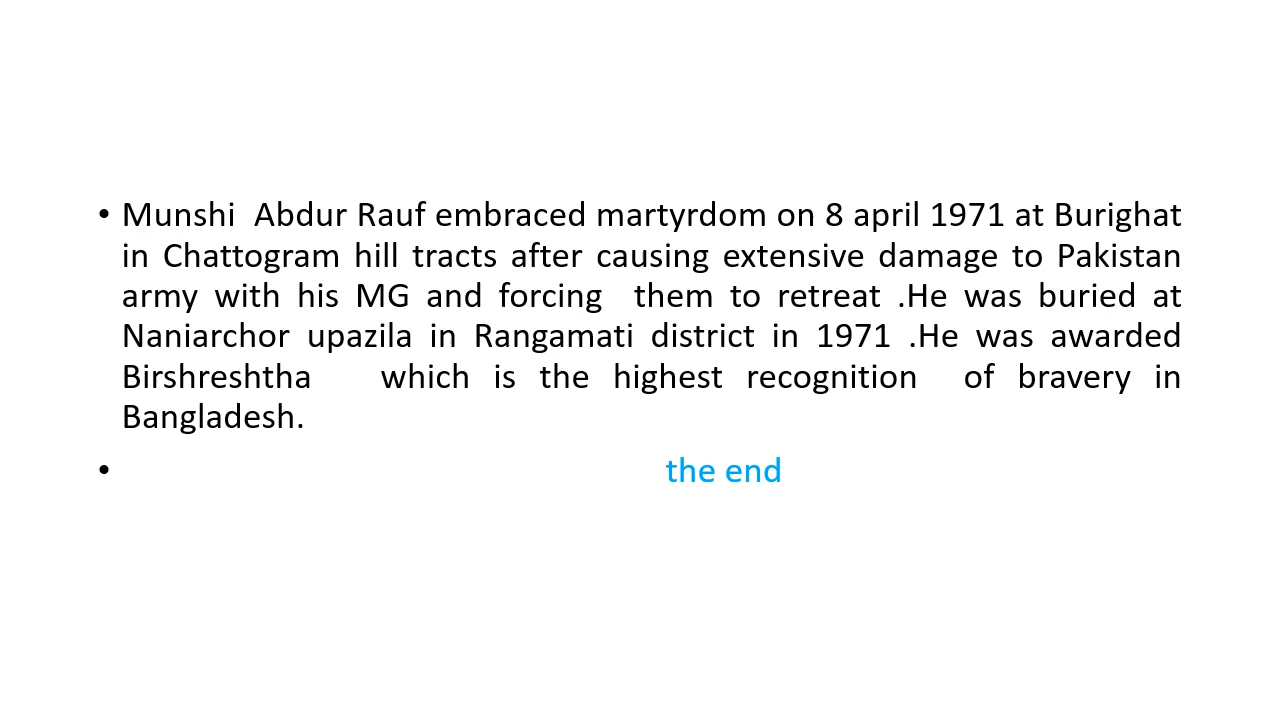 • Munshi  Abdur Rauf embraced martyrdom on 8 april 1971 at Burighat
in Chattogram hill tracts after causing extensive damage to Pakistan
army with his MG and forcing  them to retreat .He was buried at
Naniarchor upazila in Rangamati district in 1971 .He was awarded
Birshreshtha  which is the highest recognition  of bravery in
Bangladesh.
• the end